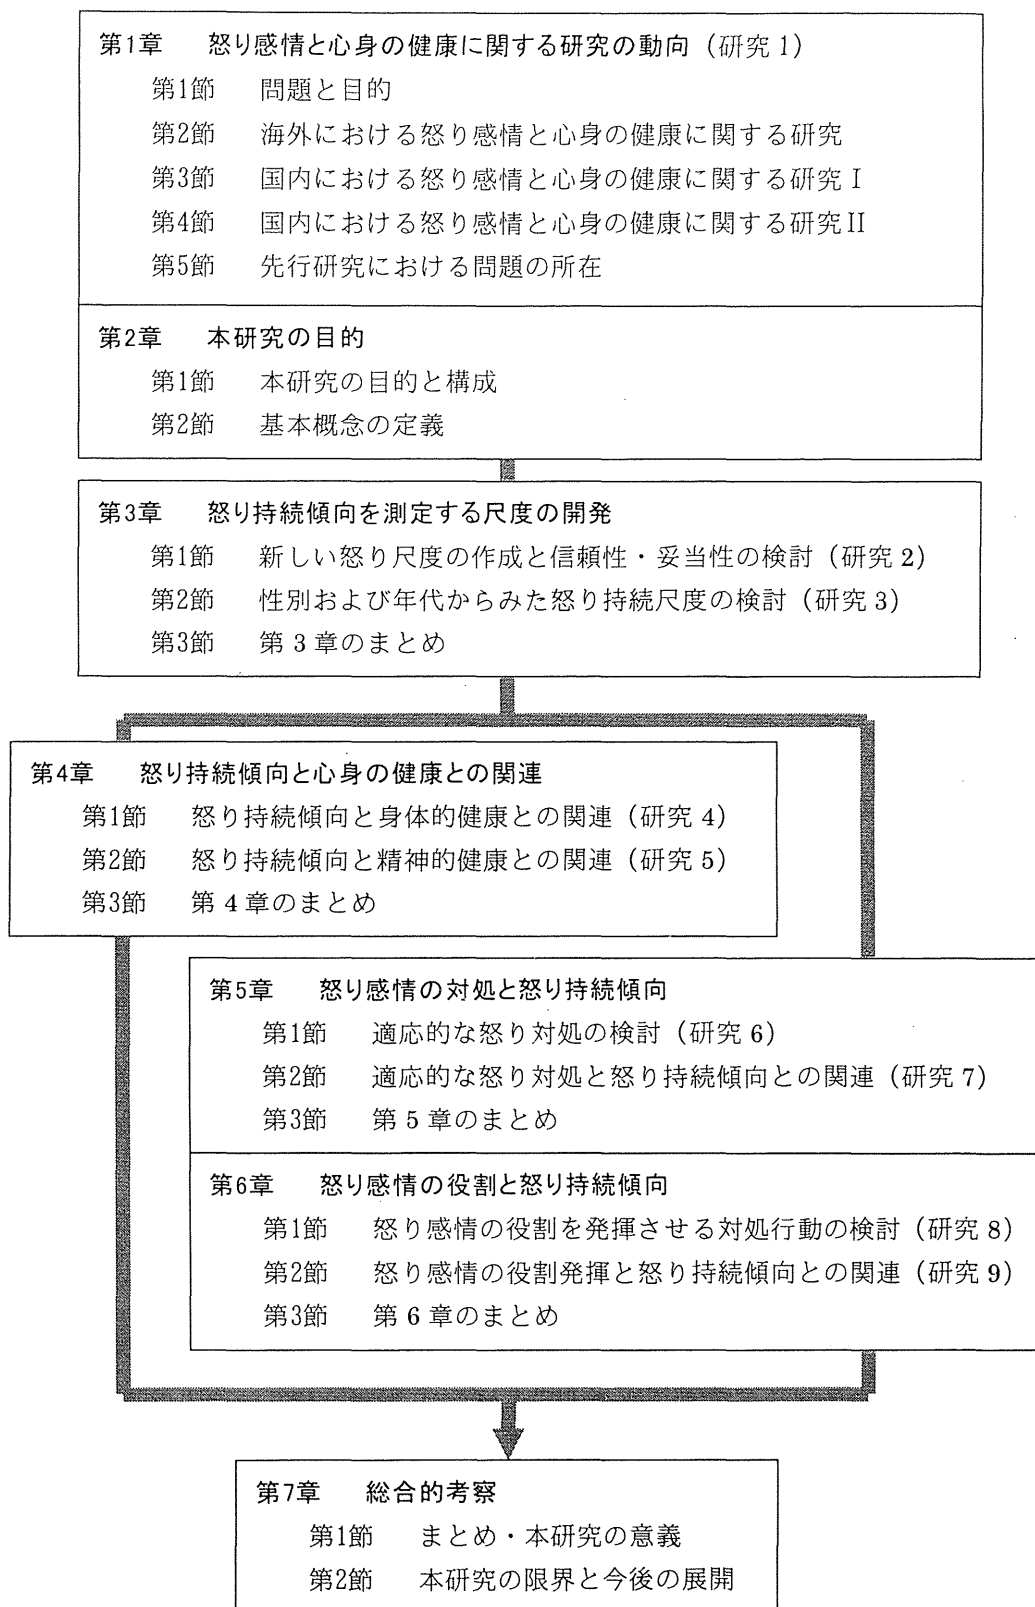 第1章　怒り感情と心身の健康に関する研究の動向（研究 1）
第1節　問題と目的
第2節　海外における怒り感情と心身の健康に関する研究
第3節　国内における怒り感情と心身の健康に関する研究 I
第4節　国内における怒り感情と心身の健康に関する研究 II
第5節　先行研究における問題の所在
第2章　本研究の目的
第1節　本研究の目的と構成
第2節　基本概念の定義
第3章　怒り持続傾向を測定する尺度の開発
第1節　新しい怒り尺度の作成と信頼性・妥当性の検討（研究 2）
第2節　性別および年代からみた怒り持続尺度の検討（研究 3）
第3節　第 3 章のまとめ
第4章　怒り持続傾向と心身の健康との関連
第1節　怒り持続傾向と身体的健康との関連（研究 4）
第2節　怒り持続傾向と精神的健康との関連（研究 5）
第3節　第 4 章のまとめ
第5章　怒り感情の対処と怒り持続傾向
第1節　適応的な怒り対処の検討（研究 6）
第2節　適応的な怒り対処と怒り持続傾向との関連（研究 7）
第3節　第 5 章のまとめ
第6章　怒り感情の役割と怒り持続傾向
第1節　怒り感情の役割を発揮させる対処行動の検討（研究 8）
第2節　怒り感情の役割発揮と怒り持続傾向との関連（研究 9）
第3節　第 6 章のまとめ
第7章　総合的考察
第1節　まとめ・本研究の意義
第2節　本研究の限界と今後の展開